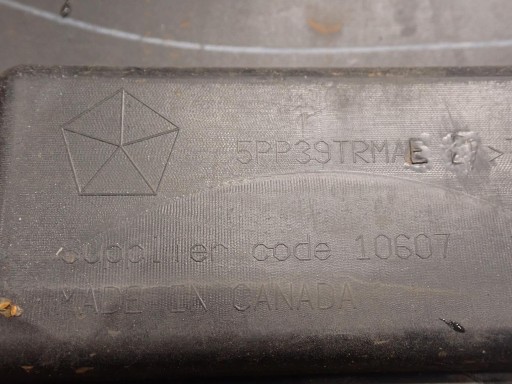 5PP39TRMAE
Supplier code 10607
MADE IN CANADA